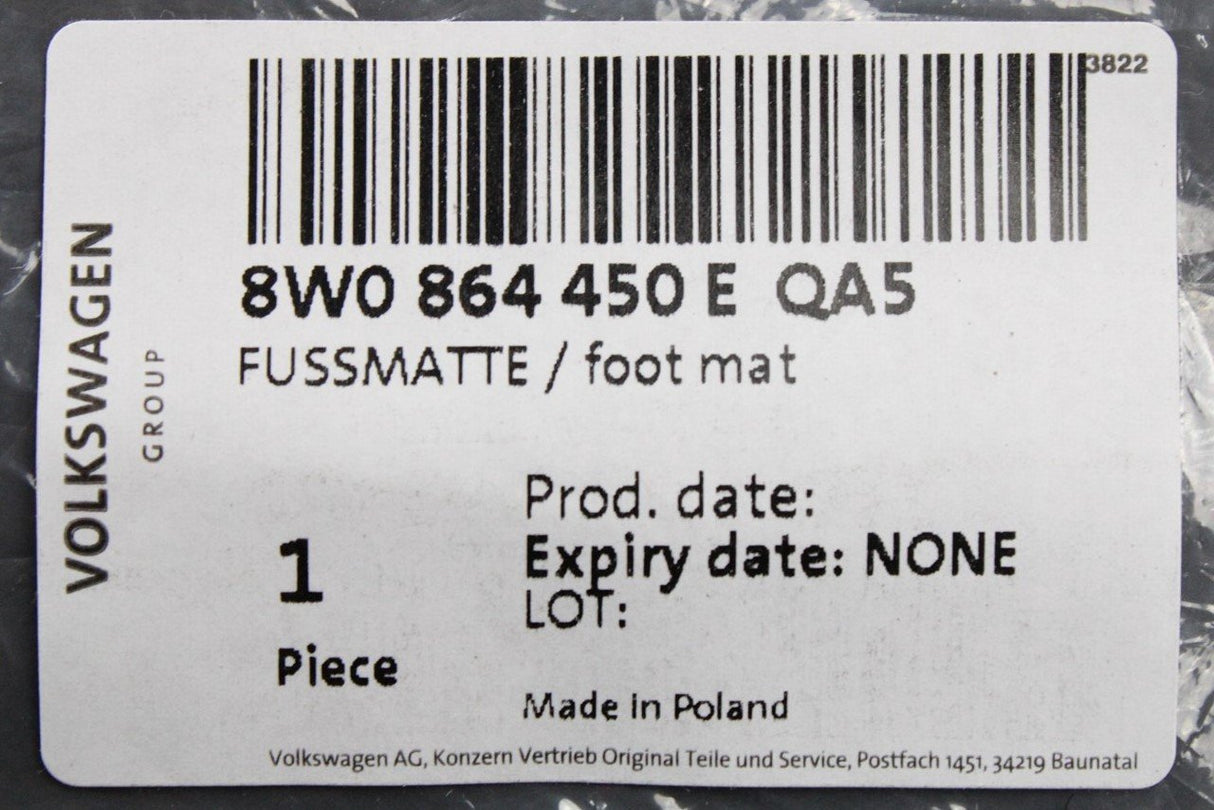 3822
VOLKSWAGEN
GROUP
8W0 864 450 E QA5
FUSSMATTE / foot mat
1
Piece
Prod. date:
Expiry date: NONE
LOT:
Made in Poland
Volkswagen AG, Konzern Vertrieb Original Teile und Service, Postfach 1451, 34219 Baunatal